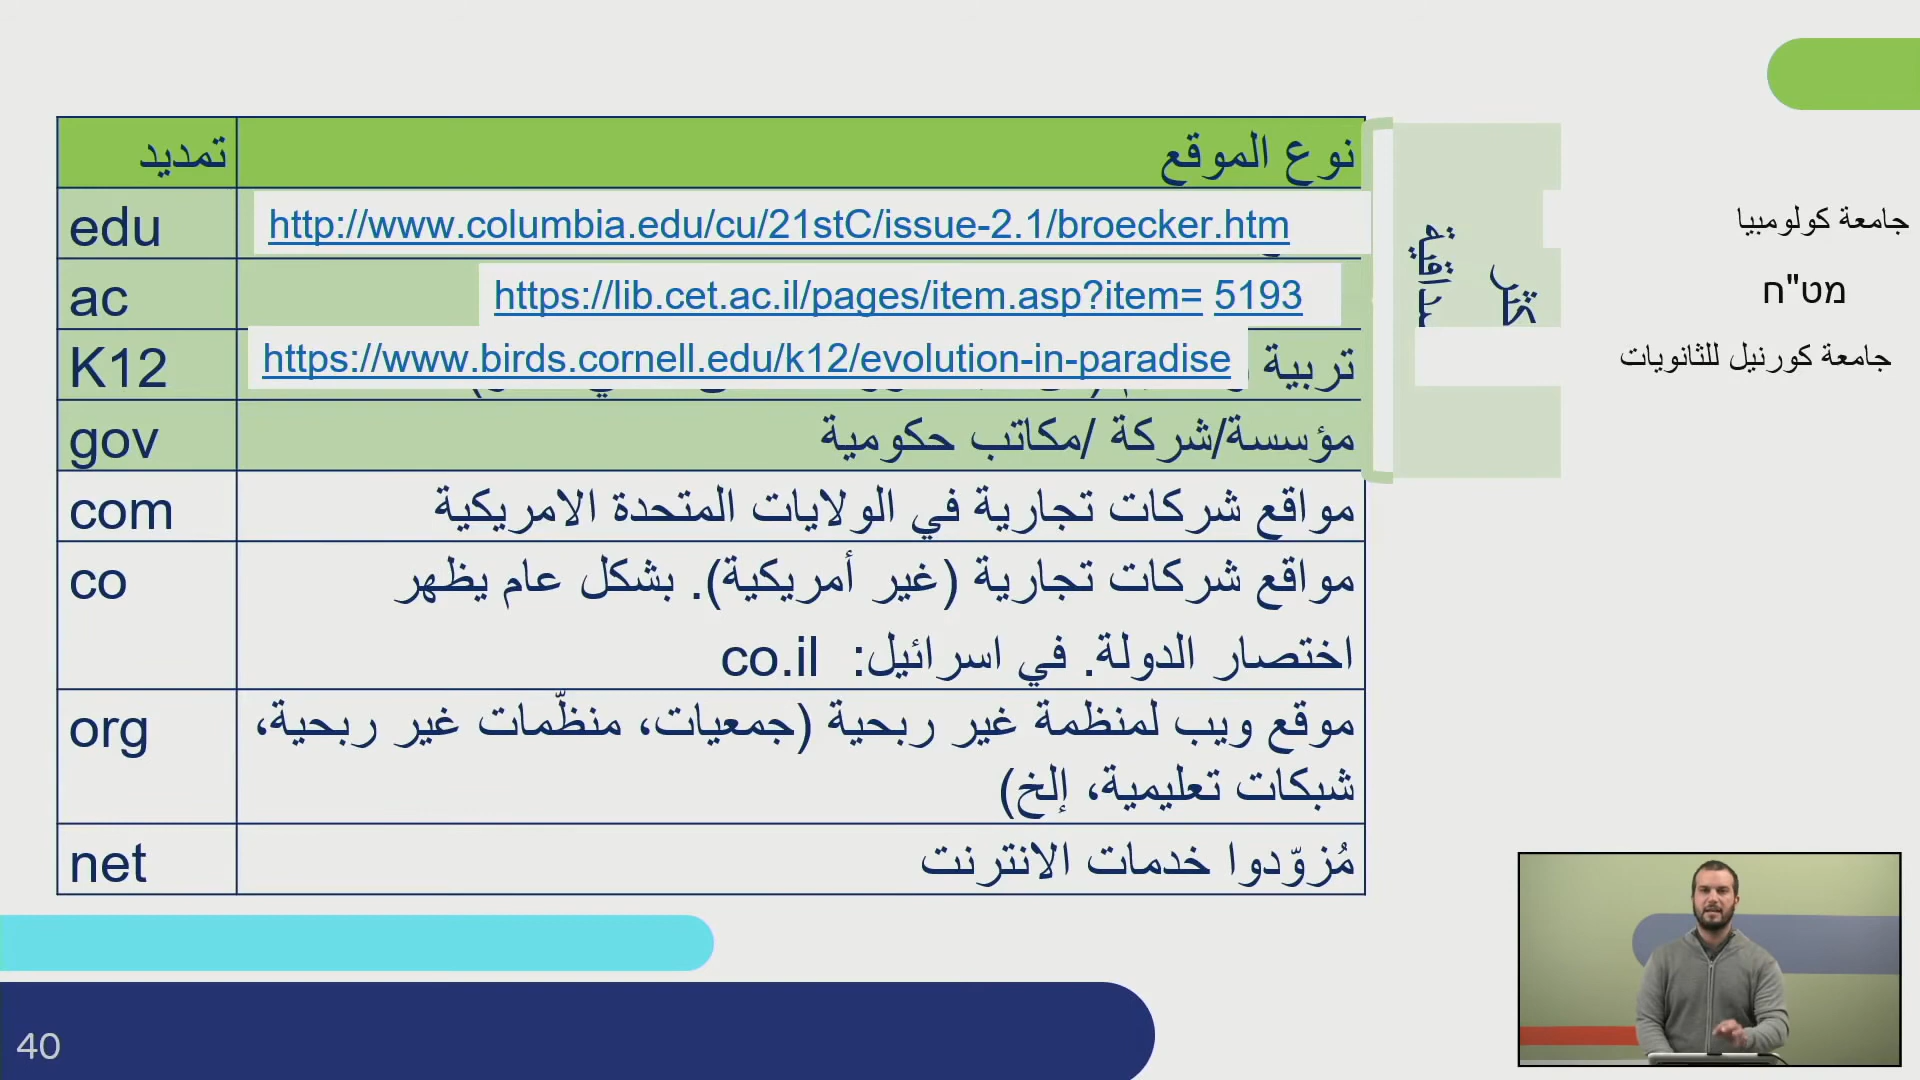 نوع الموقع
تمديد
http://www.columbia.edu/cu/21stC/issue-2.1/broecker.htm
edu
جامعة كولومبيا
https://lib.cet.ac.il/pages/item.asp?item= 5193
ac
מט"ח
تربية
https://www.birds.cornell.edu/k12/evolution-in-paradise
K12
جامعة كورنيل للثانويات
مؤسسة/شركة /مكاتب حكومية
gov
مواقع شركات تجارية في الولايات المتحدة الامريكية
com
مواقع شركات تجارية (غير أمريكية). بشكل عام يظهر
اختصار الدولة. في اسرائيل: co.il
co
موقع ويب لمنظمة غير ربحية (جمعيات، منظّمات غير ربحية،
شبكات تعليمية، إلخ)
org
مُزوّدوا خدمات الانترنت
net
40